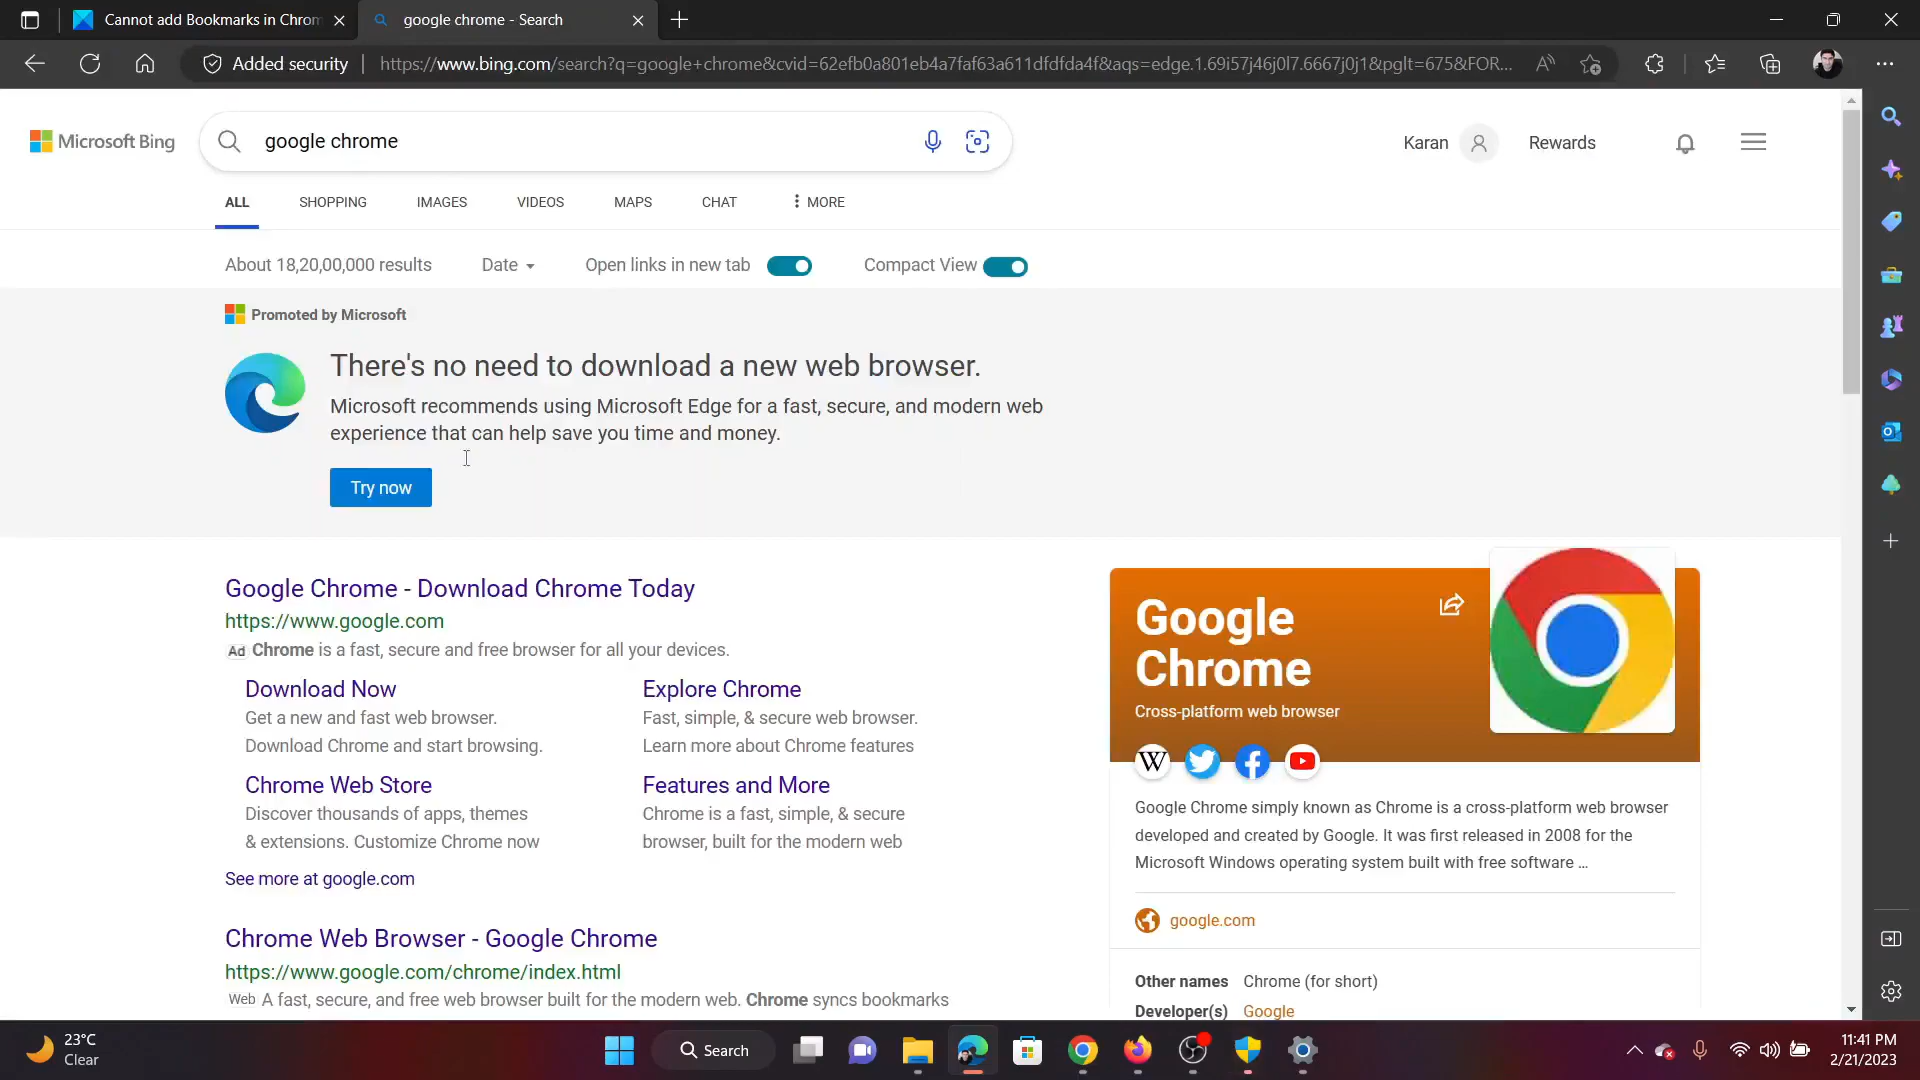 Cannot add Bookmarks in Chrom
google chrome - Search
Added security
https://www.bing.com/search?q=google+chrome&cvid=62efb0a801eb4a7faf63a611dfdfda4f&aqs=edge.1.69i57j46j0l7.6667j0j1&pglt=675&FOR...
Microsoft Bing
google chrome
Karan
Rewards
ALL
SHOPPING
IMAGES
VIDEOS
MAPS
CHAT
MORE
About 18,20,00,000 results
Date
Open links in new tab
Compact View
Promoted by Microsoft
There's no need to download a new web browser.
Microsoft recommends using Microsoft Edge for a fast, secure, and modern web
experience that can help save you time and money.
Try now
Google Chrome - Download Chrome Today
https://www.google.com
Ad Chrome is a fast, secure and free browser for all your devices.
Download Now
Get a new and fast web browser.
Download Chrome and start browsing.
Explore Chrome
Fast, simple, & secure web browser.
Learn more about Chrome features
Chrome Web Store
Discover thousands of apps, themes
& extensions. Customize Chrome now
Features and More
Chrome is a fast, simple, & secure
browser, built for the modern web
See more at google.com
Chrome Web Browser - Google Chrome
https://www.google.com/chrome/index.html
Web A fast, secure, and free web browser built for the modern web. Chrome syncs bookmarks
Google
Chrome
Cross-platform web browser
W
Google Chrome simply known as Chrome is a cross-platform web browser
developed and created by Google. It was first released in 2008 for the
Microsoft Windows operating system built with free software ...
google.com
Other names Chrome (for short)
Developer(s) Google
23°C
Clear
Search
11:41 PM
2/21/2023